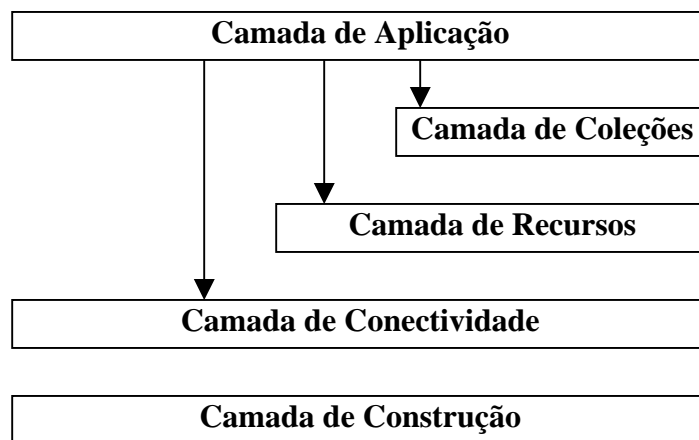 Camada de Aplicação
Camada de Coleções
Camada de Recursos
Camada de Conectividade
Camada de Construção